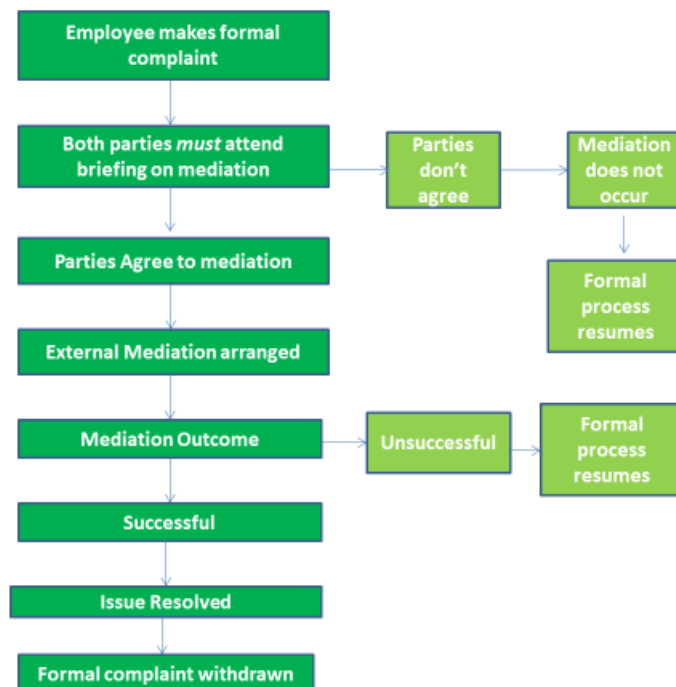 Employee makes formal
complaint
Both parties must attend
briefing on mediation
Parties
don't
agree
Mediation
does not
occur
Parties Agree to mediation
Formal
process
resumes
External Mediation arranged
Mediation Outcome
Unsuccessful
Formal
process
resumes
Successful
Issue Resolved
Formal complaint withdrawn